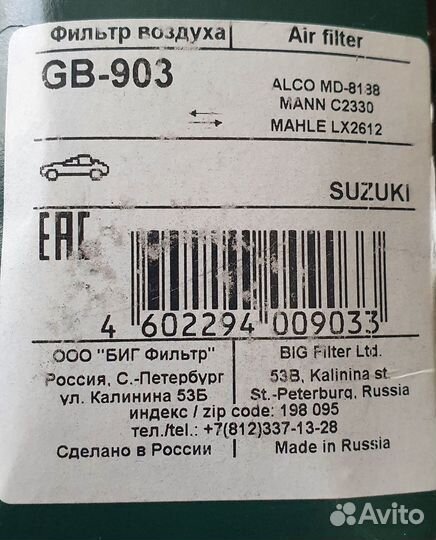 Фильтр воздуха Air filter
GB-903
ALCO MD-8188
MANN C2330
MAHLE LX2612
SUZUKI
EAC
4 602294 009033
ООО "БИГ Фильтр" BIG Filter Ltd.
Россия, С.-Петербург 53B, Kalinina st
ул. Калинина 53Б St.-Peterburg, Russia
индекс / zip code: 198 095
тел./tel.: +7(812)337-13-28
Сделано в России Made in Russia
Avito